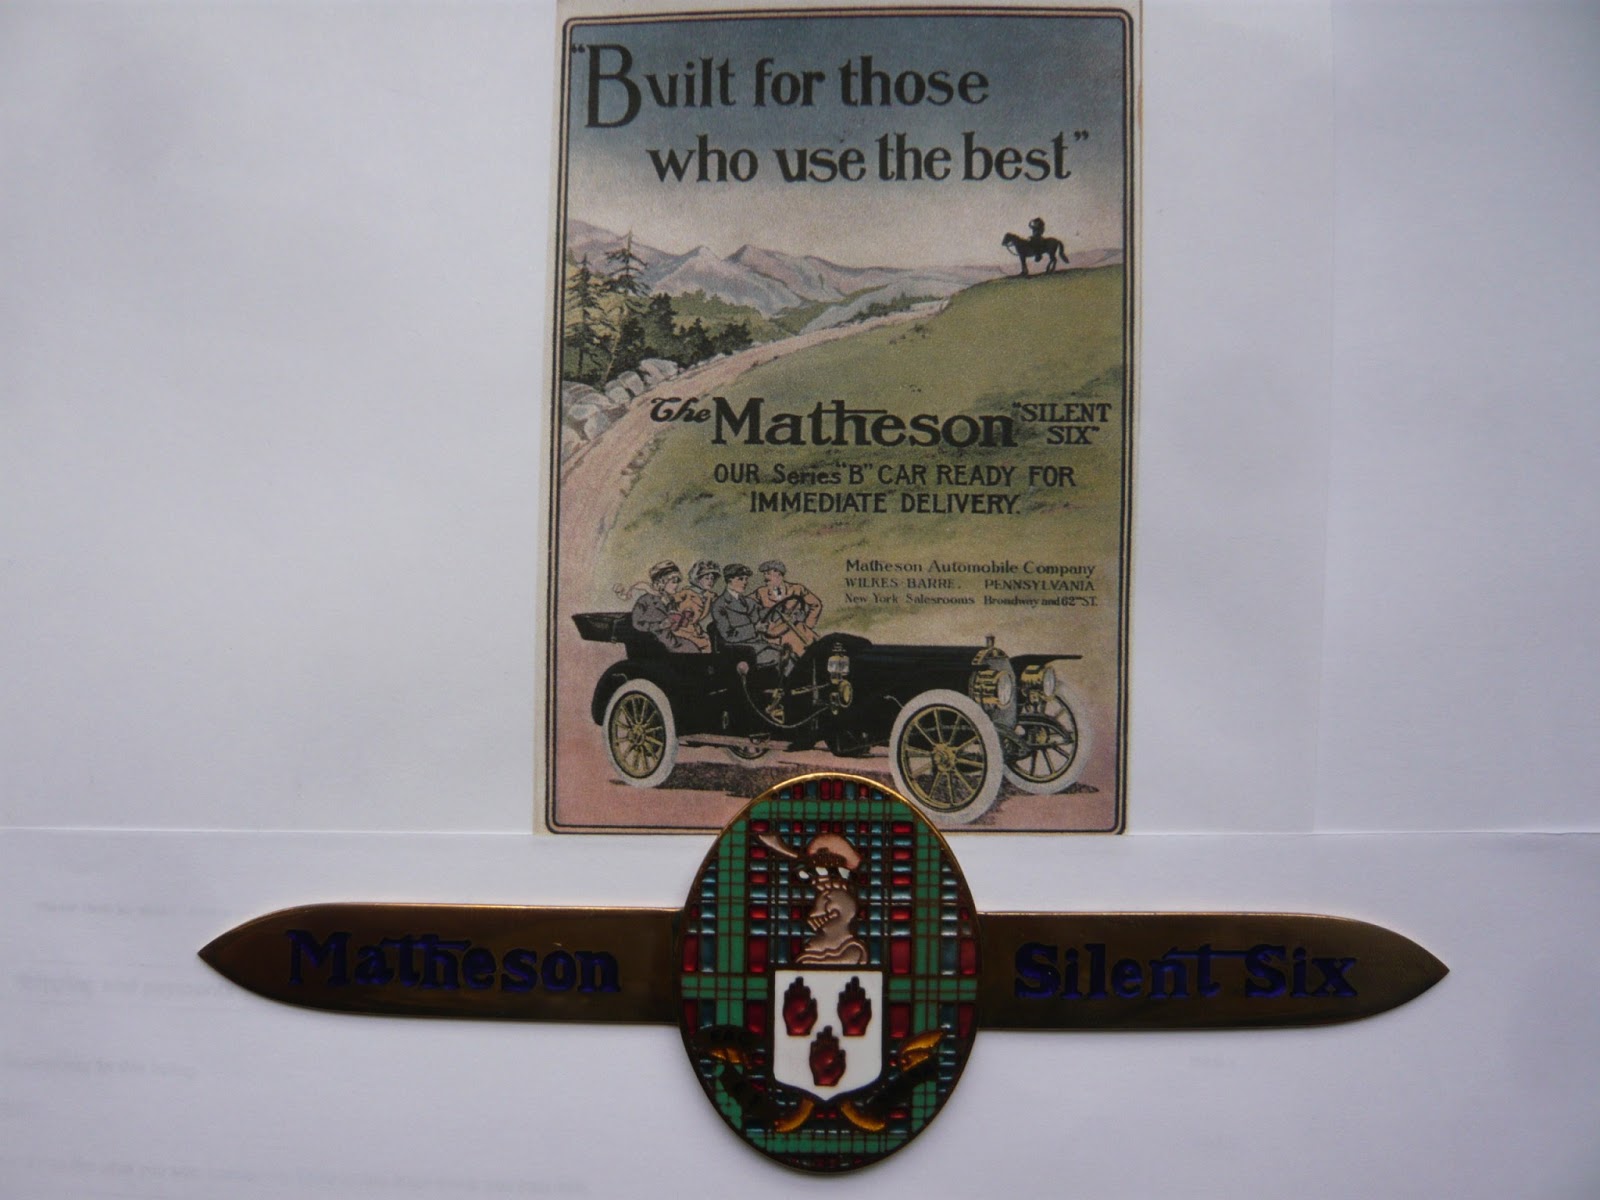 "Built for those
who use the best"
The Matheson "SILENT
SIX"
OUR Series "B" CAR READY FOR
IMMEDIATE DELIVERY.
Matheson Automobile Company
WILKES-BARRE. PENNSYLVANIA
New York Salesrooms Broadway and 62ND ST.
Matheson Silent Six